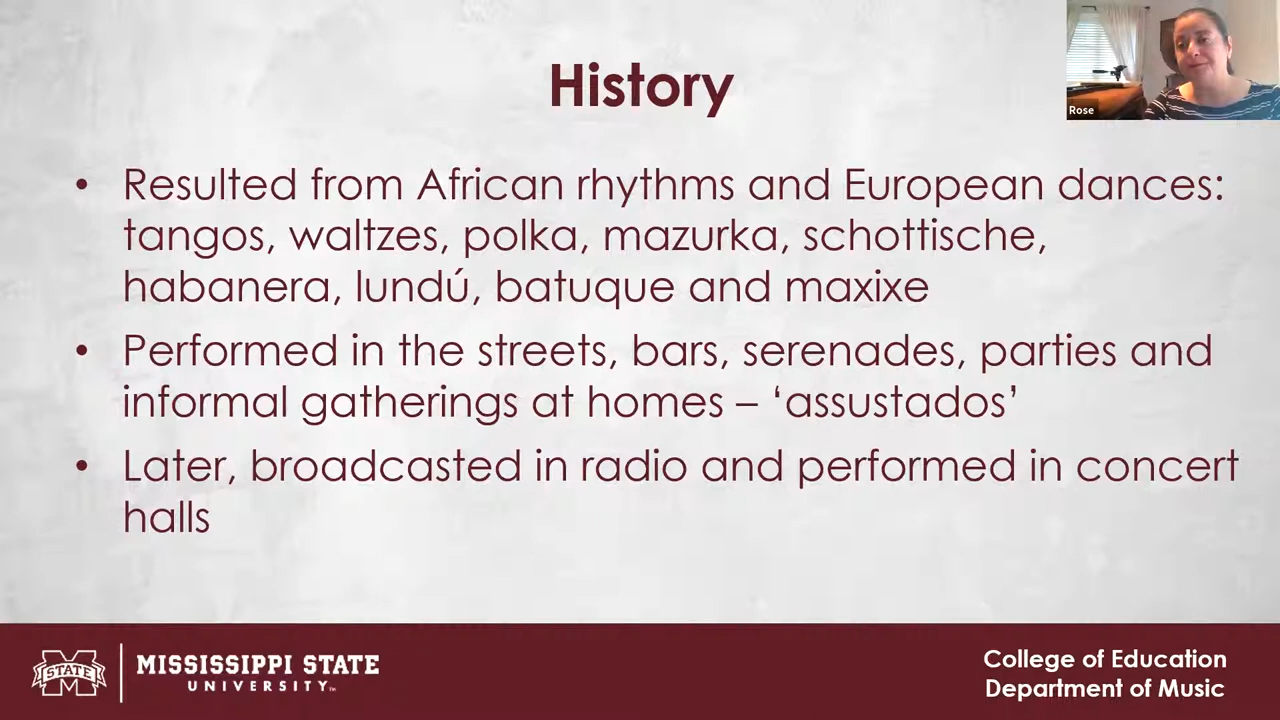 History
Rose
• Resulted from African rhythms and European dances:
tangos, waltzes, polka, mazurka, schottische,
habanera, lundú, batuque and maxixe
• Performed in the streets, bars, serenades, parties and
informal gatherings at homes – ‘assustados’
• Later, broadcasted in radio and performed in concert
halls
STATE
MISSISSIPPI STATE
UNIVERSITY™
College of Education
Department of Music